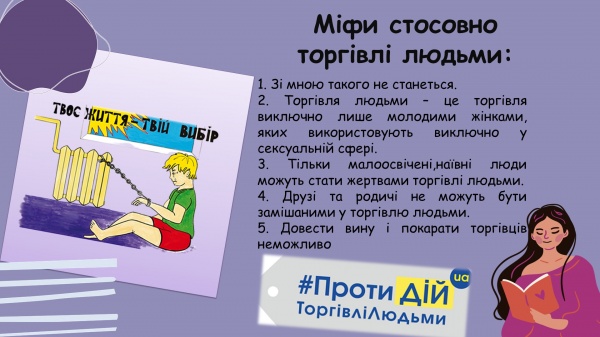 Міфи стосовно
торгівлі людьми:
ТВОЄ ЖИТТЯ – ТВІЙ ВИБІР
1. Зі мною такого не станеться.
2. Торгівля людьми – це торгівля
виключно лише молодими жінками,
яких використовують виключно у
сексуальній сфері.
3. Тільки малоосвічені,наївні люди
можуть стати жертвами торгівлі людьми.
4. Друзі та родичі не можуть бути
замішаними у торгівлю людьми.
5. Довести вину і покарати торгівців
неможливо
#Проти Дій ua
ТоргівліЛюдьми